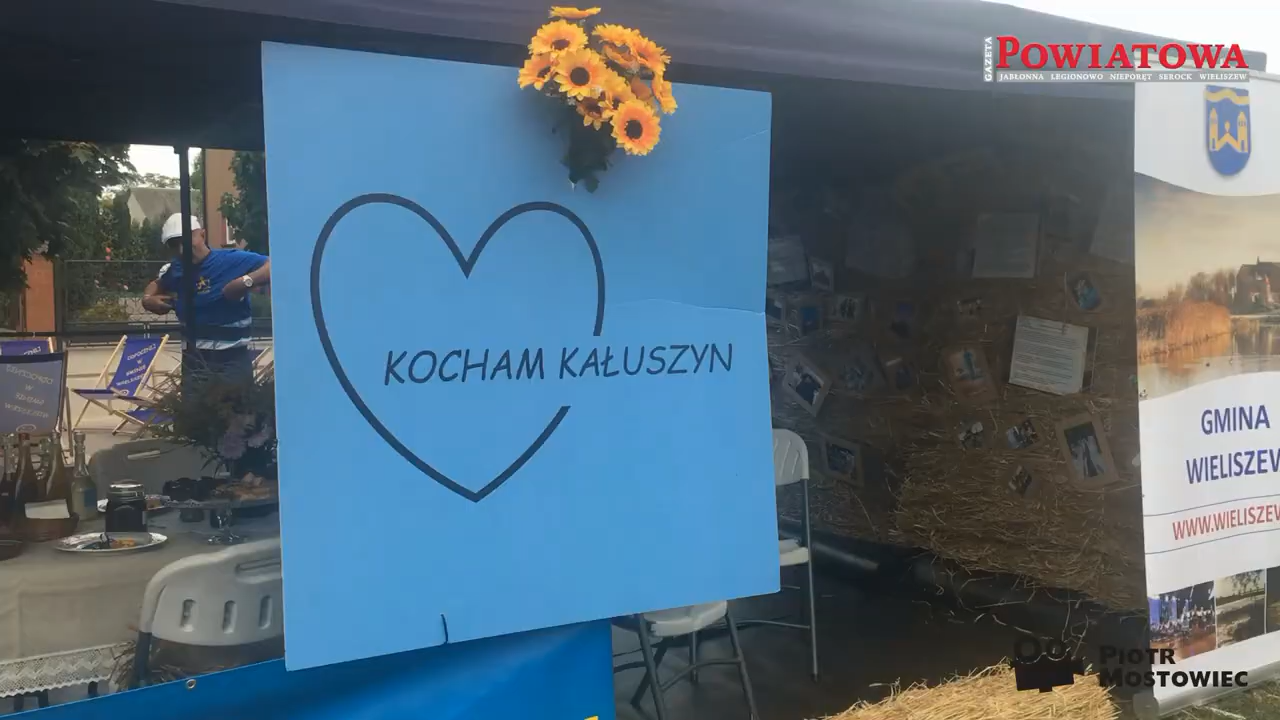 GAZETA
POWIATOWA
JABŁONNA LEGIONOWO NIEPORĘT SEROCK WIELISZEW
KOCHAM KAŁUSZYN
GMINA
WIELISZEW
WWW.WIELISZEW
PIOTR
MOSTOWIEC